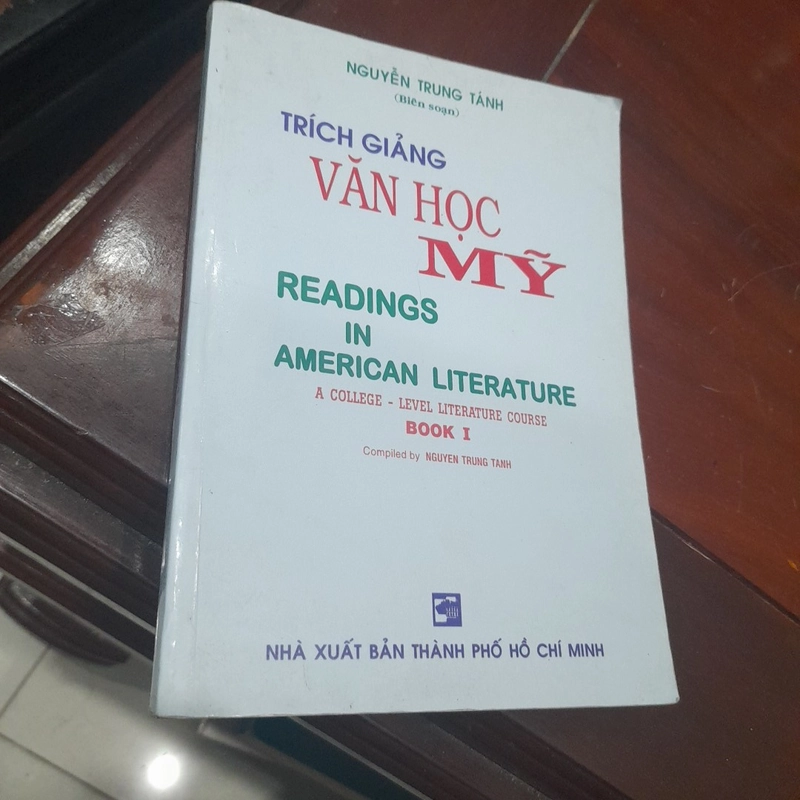 NGUYỄN TRUNG TÁNH
(Biên soạn)
TRÍCH GIẢNG
VĂN HỌC
MỸ
READINGS
IN
AMERICAN LITERATURE
A COLLEGE - LEVEL LITERATURE COURSE
BOOK I
Compiled by NGUYEN TRUNG TANH
NHÀ XUẤT BẢN THÀNH PHỐ HỒ CHÍ MINH